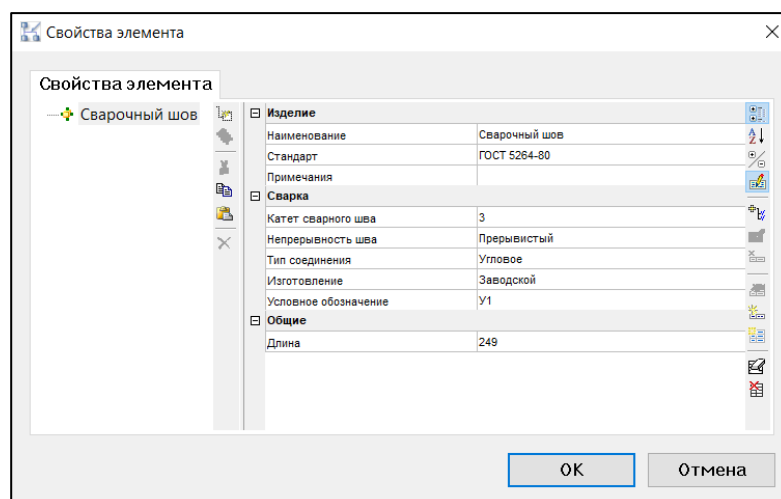 Свойства элемента
Свойства элемента
Сварочный шов
Изделие
Наименование Сварочный шов
Стандарт ГОСТ 5264-80
Примечания
Сварка
Катет сварного шва 3
Непрерывность шва Прерывистый
Тип соединения Угловое
Изготовление Заводской
Условное обозначение У1
Общие
Длина 249
ОК Отмена